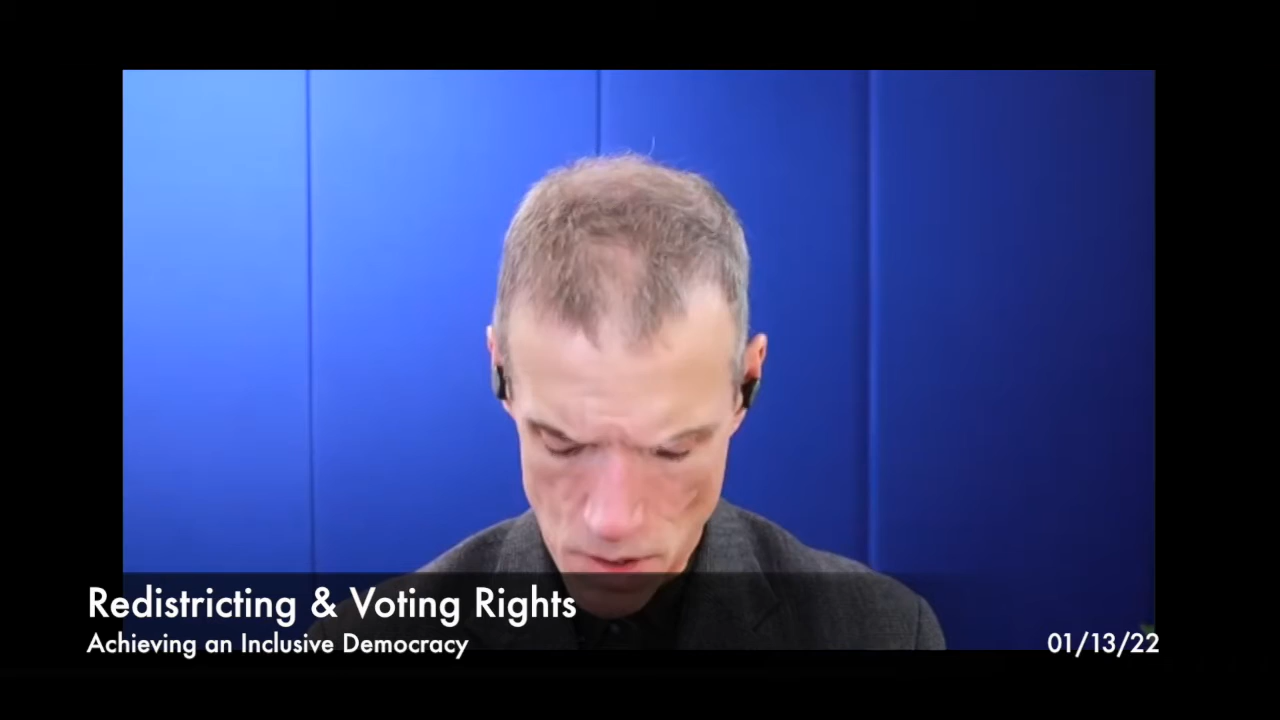 Redistricting & Voting Rights
Achieving an Inclusive Democracy
01/13/22